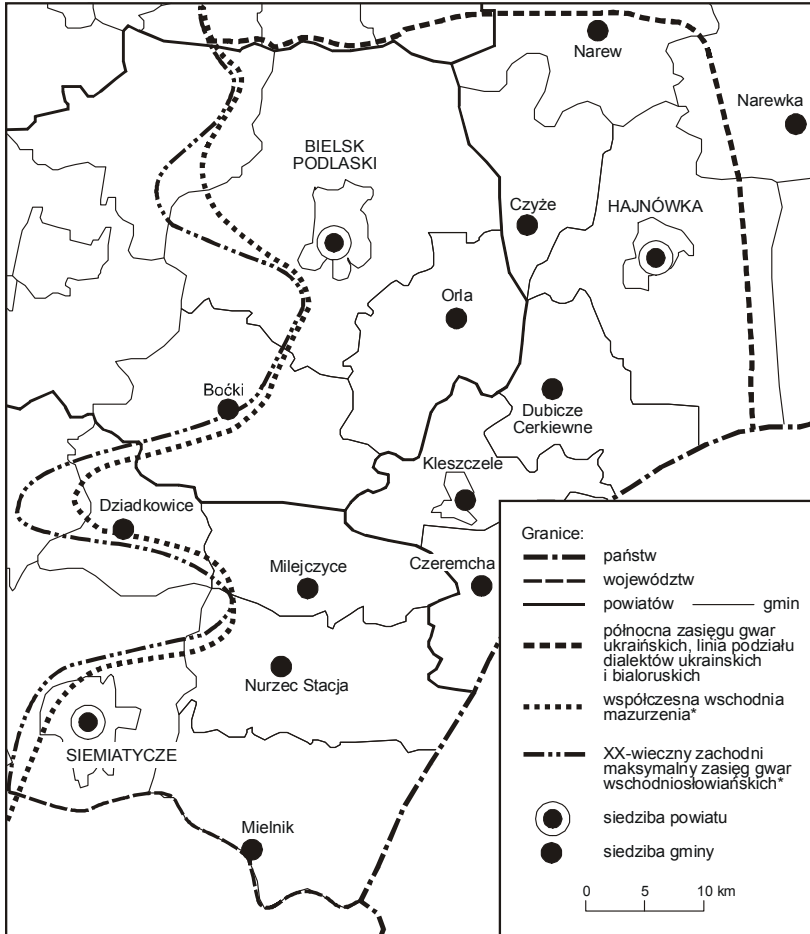 Narew
Narewka
BIELSK
PODLASKI
Czyże
HAJNÓWKA
Orla
Boćki
Dubicze
Cerkiewne
Kleszczele
Dziadkowice
Milejczyce
Czeremcha
Nurzec Stacja
SIEMIATYCZE
Mielnik
Granice:
państw
województw
powiatów
gmin
północna zasięgu gwar
ukraińskich, linia podziału
dialektów ukrainskich
i bialoruskich
współczesna wschodnia
mazurzenia*
XX-wieczny zachodni
maksymalny zasięg gwar
wschodniosłowiańskich*
siedziba powiatu
siedziba gminy
0 5 10 km